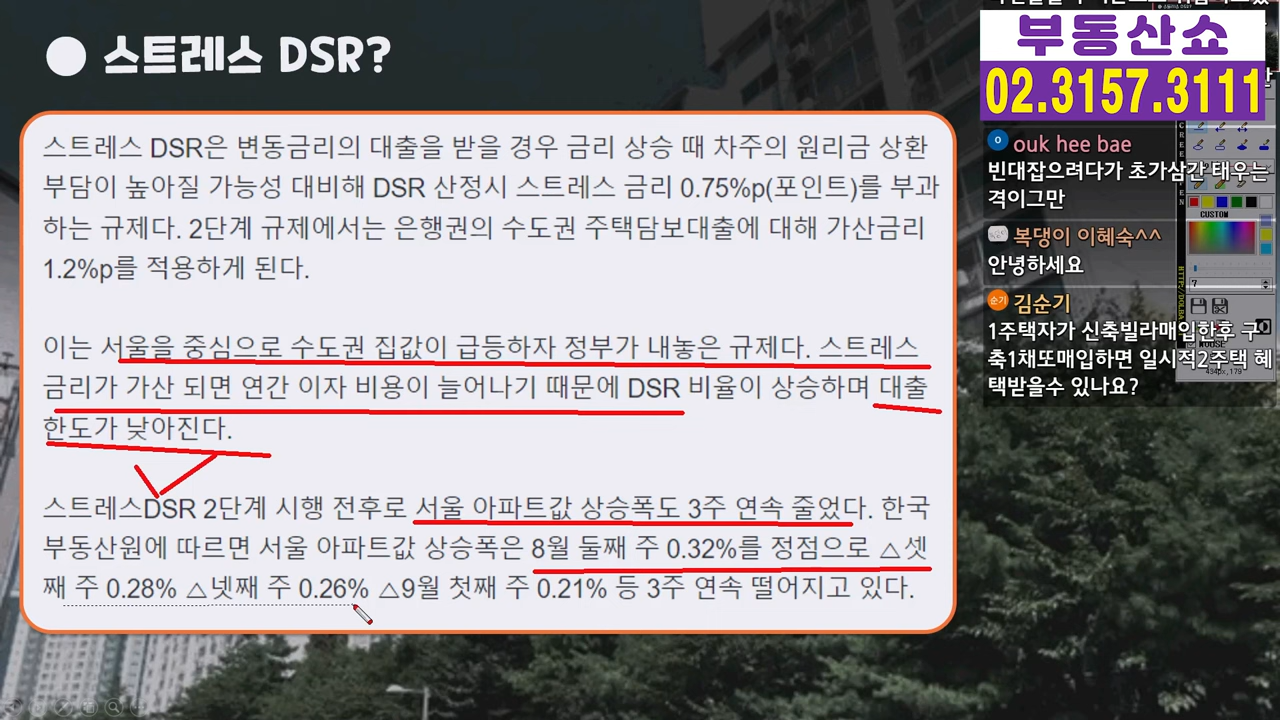 스트레스 DSR?
스트레스 DSR은 변동금리의 대출을 받을 경우 금리 상승 때 차주의 원리금 상환
부담이 높아질 가능성 대비해 DSR 산정시 스트레스 금리 0.75%p(포인트)를 부과
하는 규제다. 2단계 규제에서는 은행권의 수도권 주택담보대출에 대해 가산금리
1.2%p를 적용하게 된다.
이는 서울을 중심으로 수도권 집값이 급등하자 정부가 내놓은 규제다. 스트레스
금리가 가산 되면 연간 이자 비용이 늘어나기 때문에 DSR 비율이 상승하며 대출
한도가 낮아진다.
스트레스DSR 2단계 시행 전후로 서울 아파트값 상승폭도 3주 연속 줄었다. 한국
부동산원에 따르면 서울 아파트값 상승폭은 8월 둘째 주 0.32%를 정점으로 △셋
째 주 0.28% △넷째 주 0.26% △9월 첫째 주 0.21% 등 3주 연속 떨어지고 있다.
부동산쇼
02.3157.3111
ouk hee bae
빈대잡으려다가 초가삼간 태우는
격이그만
복댕이 이혜숙^^
안녕하세요
순기 김순기
1주택자가 신축빌라매입한후 구
축1채또매입하면 일시적2주택 혜
택받을수 있나요?
CUSTOM
7